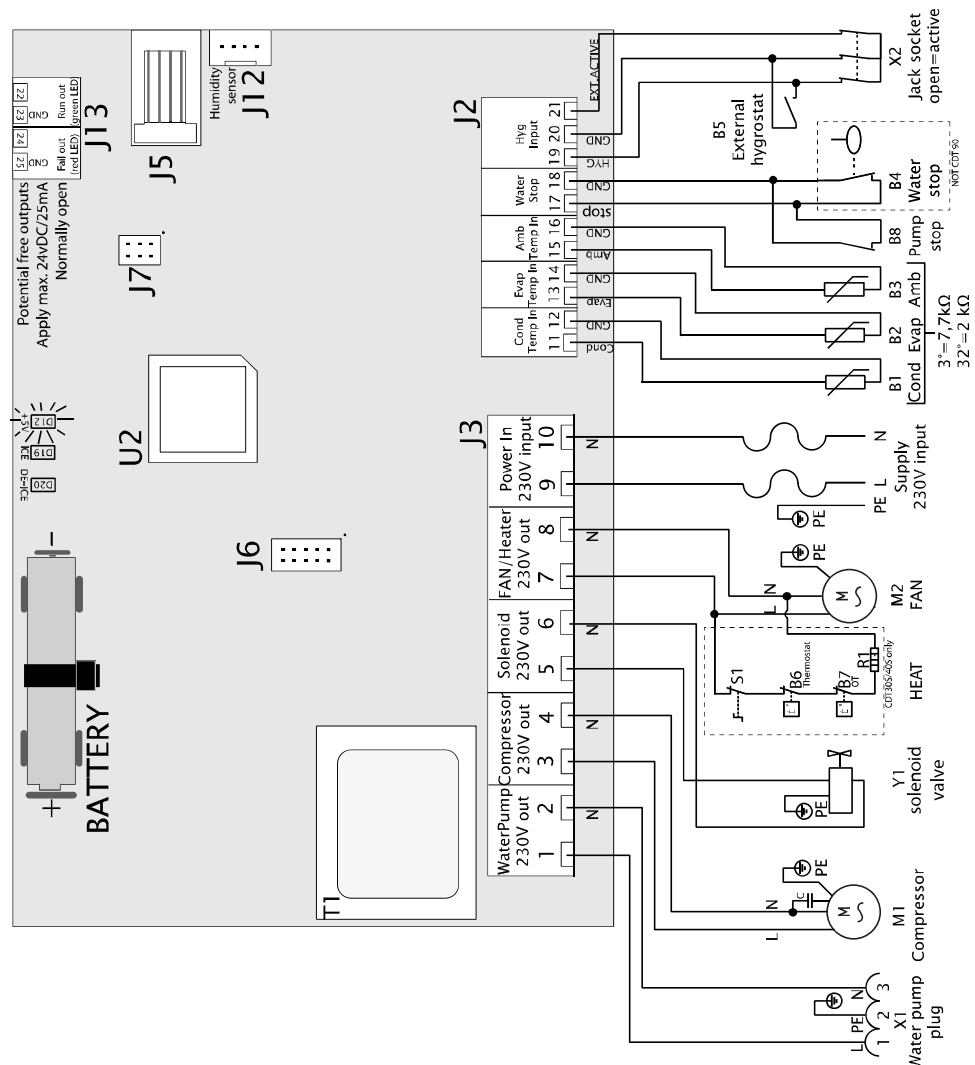 X2
Jack socket
open=active
EXT.ACTIVE
J12
Humidity
sensor
22
23
GND
Run out
(green LED)
24
25
GND
Fail out
(red LED)
J13
J5
J2
21
20
19
Hyg
Input
GND
HYG
B5
External
hygrostat
18
17
Water
Stop
GND
stop
B4
Water
stop
NOT CDT 90
B8
Pump
stop
16
15
Amb
Temp In
GND
Amb
B3
Amb
14
13
Evap
Temp In
GND
Evap
B2
Evap
12
11
Cond
Temp In
GND
Cond
B1
Cond
3°=7,7kΩ
32°=2 kΩ
J7
Potential free outputs
Apply max. 24vDC/25mA
Normally open
+5V
D12
ICE
D19
DE-ICE
D20
U2
J3
10
9
Power In
230V input
N
N
L
PE
PE
Supply
230V input
J6
8
7
FAN/Heater
230V out
N
N
L
PE
M
M2
FAN
S1
B6
Thermostat
t°
B7
OT
t°
R1
CDT30S/40S only
HEAT
6
5
Solenoid
230V out
N
PE
Y1
solenoid
valve
4
3
Compressor
230V out
N
N
L
C
PE
M
M1
Compressor
2
1
WaterPump
230V out
N
L
PE
N
1
2
3
X1
Water pump
plug
-
+
BATTERY
T1